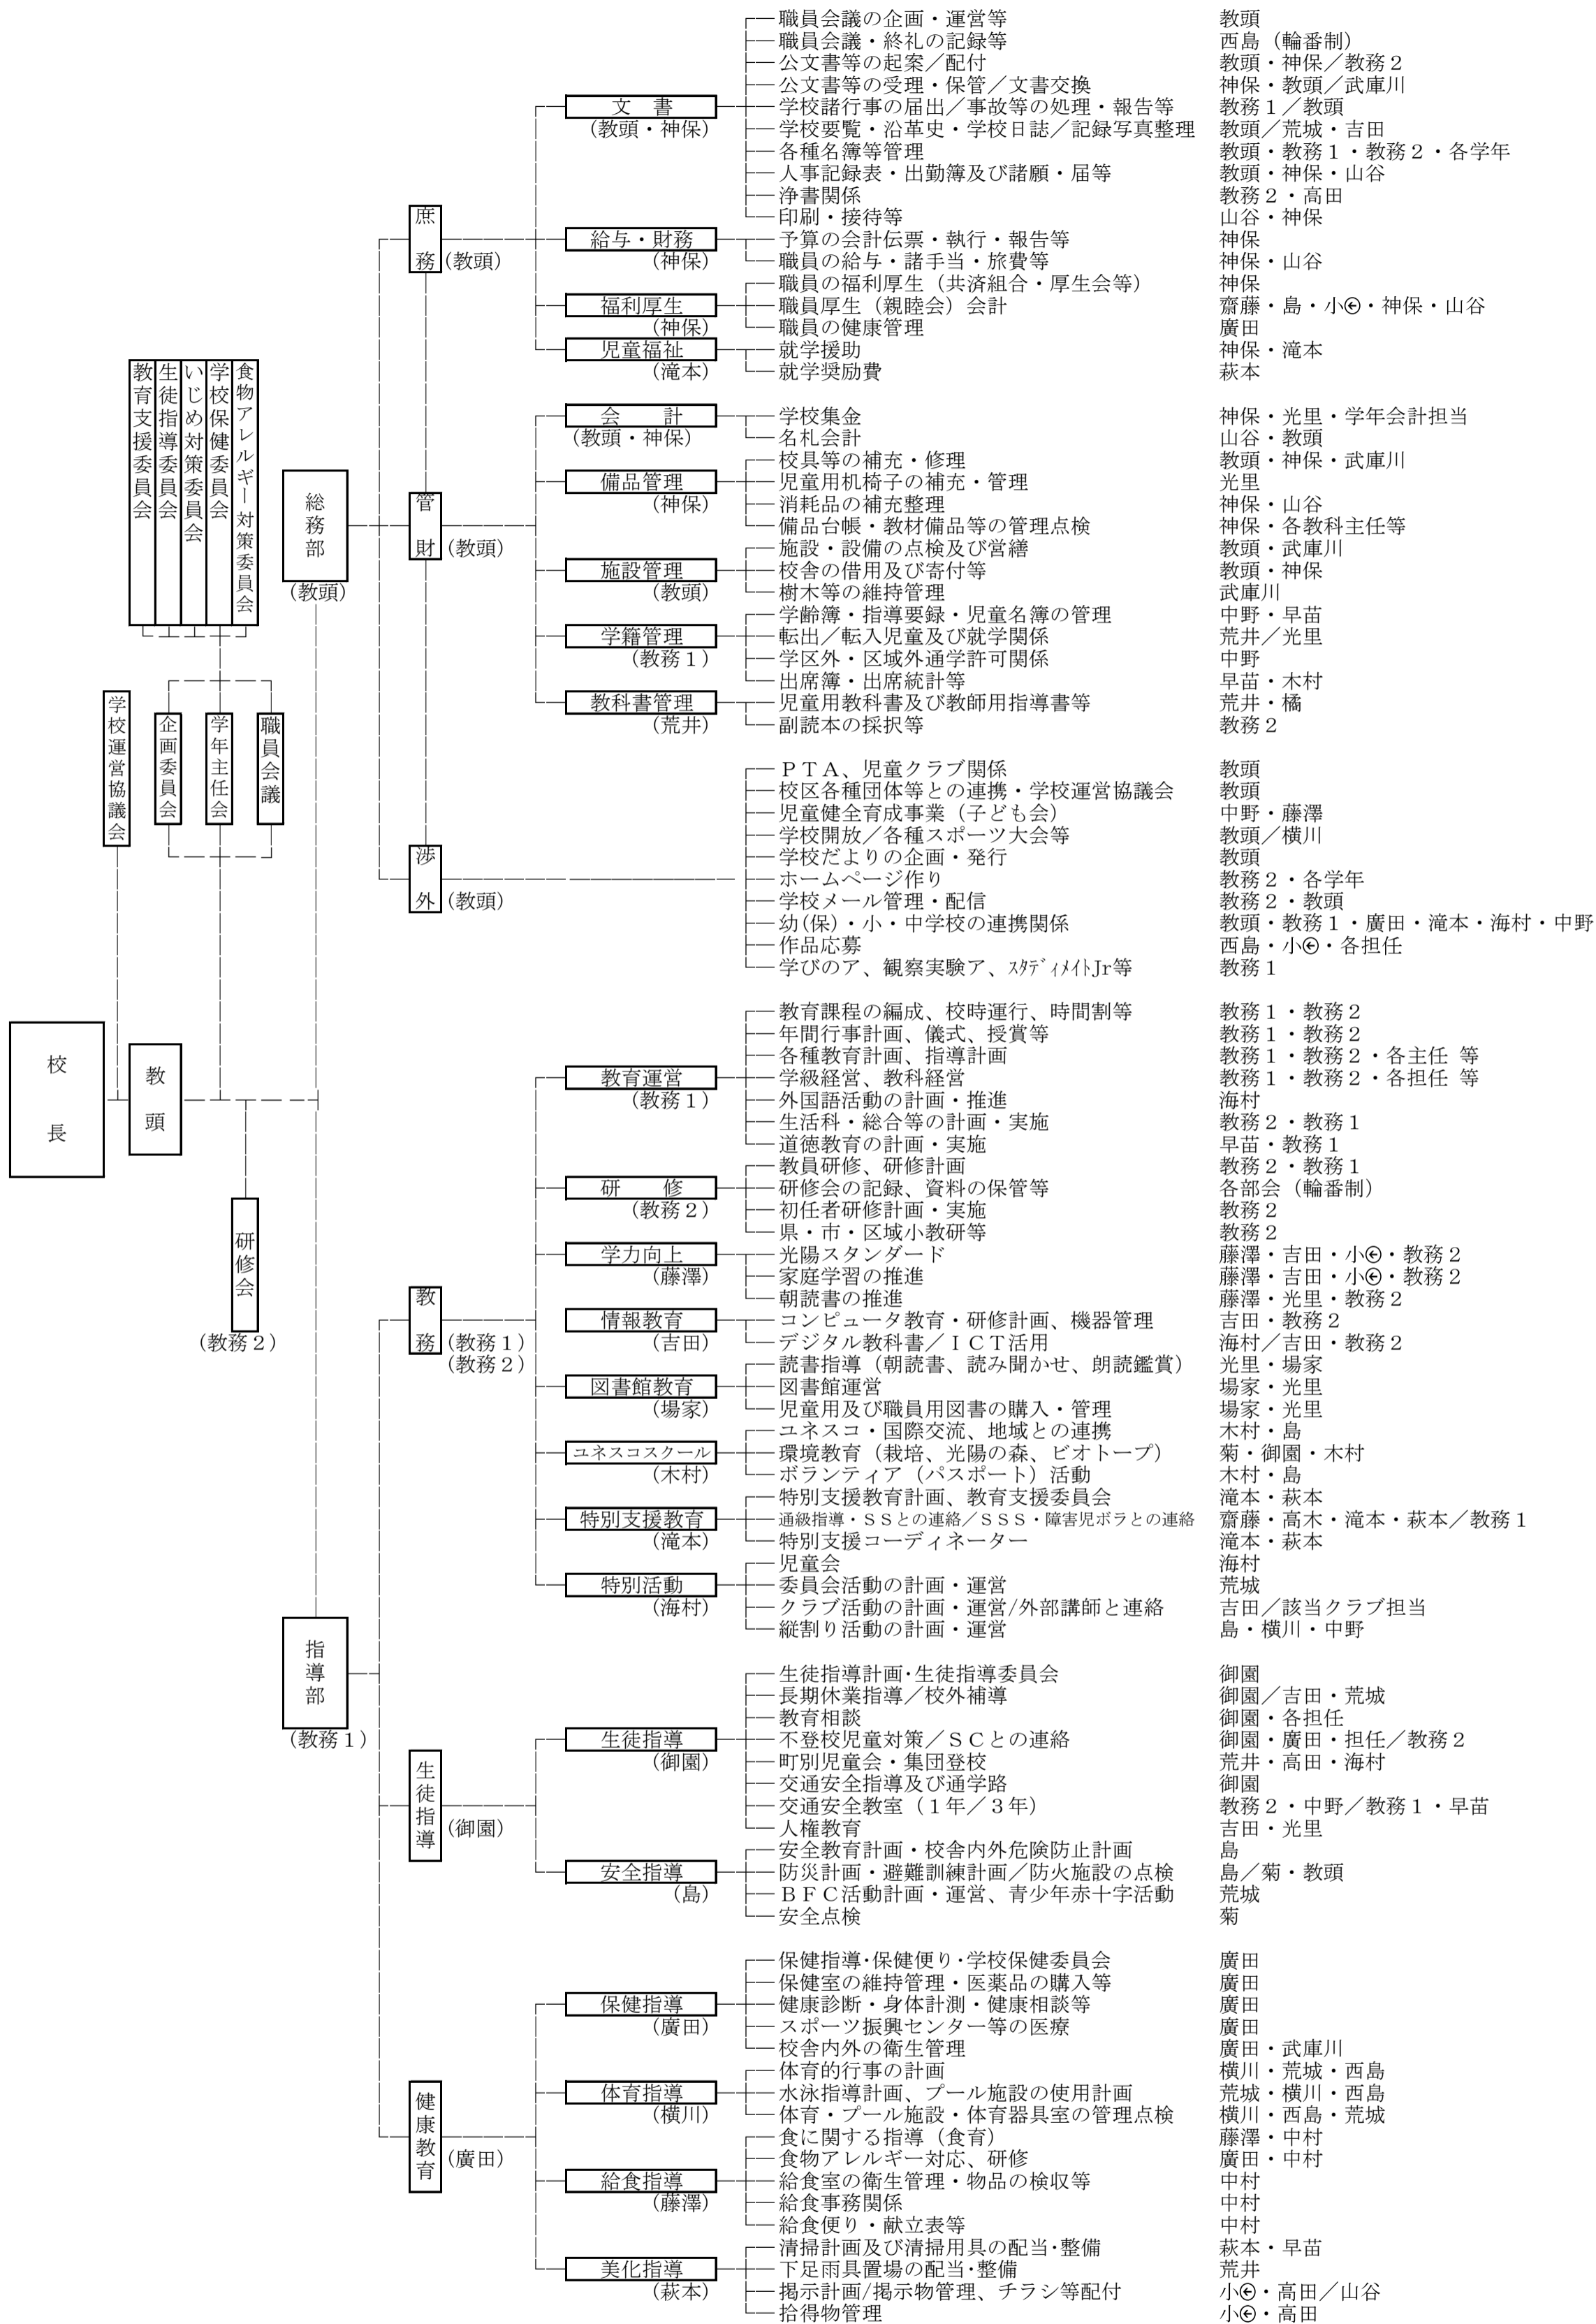 校長
教頭
学校運営協議会
企画委員会
学年主任会
職員会議
教育支援委員会
生徒指導委員会
いじめ対策委員会
学校保健委員会
食物アレルギー対策委員会
研修会
(教務2)
総務部
(教頭)
庶務 (教頭)
文 書
(教頭・神保)
職員会議の企画・運営等 教頭
職員会議・終礼の記録等 西島(輪番制)
公文書等の起案/配付 教頭・神保/教務2
公文書等の受理・保管/文書交換 神保・教頭/武庫川
学校諸行事の届出/事故等の処理・報告等 教務1/教頭
学校要覧・沿革史・学校日誌/記録写真整理 教頭/荒城・吉田
各種名簿等管理 教頭・教務1・教務2・各学年
人事記録表・出勤簿及び諸願・届等 教頭・神保・山谷
浄書関係 教務2・高田
印刷・接待等 山谷・神保
給与・財務
(神保)
予算の会計伝票・執行・報告等 神保
職員の給与・諸手当・旅費等 神保・山谷
福利厚生
(神保)
職員の福利厚生(共済組合・厚生会等) 神保
職員厚生(親睦会)会計 齋藤・島・小・神保・山谷
職員の健康管理 廣田
児童福祉
(滝本)
就学援助 神保・滝本
就学奨励費 萩本
管財 (教頭)
会 計
(教頭・神保)
学校集金 神保・光里・学年会計担当
名札会計 山谷・教頭
備品管理
(神保)
校具等の補充・修理 教頭・神保・武庫川
児童用机椅子の補充・管理 光里
消耗品の補充整理 神保・山谷
備品台帳・教材備品等の管理点検 神保・各教科主任等
施設管理
(教頭)
施設・設備の点検及び営繕 教頭・武庫川
校舎の借用及び寄付等 教頭・神保
樹木等の維持管理 武庫川
学籍管理
(教務1)
学齢簿・指導要録・児童名簿の管理 中野・早苗
転出/転入児童及び就学関係 荒井/光里
学区外・区域外通学許可関係 中野
出席簿・出席統計等 早苗・木村
教科書管理
(荒井)
児童用教科書及び教師用指導書等 荒井・橘
副読本の採択等 教務2
渉外 (教頭)
PTA、児童クラブ関係 教頭
校区各種団体等との連携・学校運営協議会 教頭
児童健全育成事業(子ども会) 中野・藤澤
学校開放/各種スポーツ大会等 教頭/横川
学校だよりの企画・発行 教頭
ホームページ作り 教務2・各学年
学校メール管理・配信 教務2・教頭
幼(保)・小・中学校の連携関係 教頭・教務1・廣田・滝本・海村・中野
作品応募 西島・小・各担任
学びのア、観察実験ア、スタディメイトJr等 教務1
指導部
(教務1)
教務 (教務1)
(教務2)
教育運営
(教務1)
教育課程の編成、校時運行、時間割等 教務1・教務2
年間行事計画、儀式、授賞等 教務1・教務2
各種教育計画、指導計画 教務1・教務2・各主任 等
学級経営、教科経営 教務1・教務2・各担任 等
外国語活動の計画・推進 海村
生活科・総合等の計画・実施 教務2・教務1
道徳教育の計画・実施 早苗・教務1
研 修
(教務2)
教員研修、研修計画 教務2・教務1
研修会の記録、資料の保管等 各部会(輪番制)
初任者研修計画・実施 教務2
県・市・区域小教研等 教務2
学力向上
(藤澤)
光陽スタンダード 藤澤・吉田・小・教務2
家庭学習の推進 藤澤・吉田・小・教務2
朝読書の推進 藤澤・光里・教務2
情報教育
(吉田)
コンピュータ教育・研修計画、機器管理 吉田・教務2
デジタル教科書/ICT活用 海村/吉田・教務2
図書館教育
(場家)
読書指導(朝読書、読み聞かせ、朗読鑑賞) 光里・場家
図書館運営 場家・光里
児童用及び職員用図書の購入・管理 場家・光里
ユネスコスクール
(木村)
ユネスコ・国際交流、地域との連携 木村・島
環境教育(栽培、光陽の森、ビオトープ) 菊・御園・木村
ボランティア(パスポート)活動 木村・島
特別支援教育
(滝本)
特別支援教育計画、教育支援委員会 滝本・萩本
通級指導・SSとの連絡/SSS・障害児ボラとの連絡 齋藤・高木・滝本・萩本/教務1
特別支援コーディネーター 滝本・萩本
特別活動
(海村)
児童会 海村
委員会活動の計画・運営 荒城
クラブ活動の計画・運営/外部講師と連絡 吉田/該当クラブ担当
縦割り活動の計画・運営 島・横川・中野
生徒指導 (御園)
生徒指導
(御園)
生徒指導計画・生徒指導委員会 御園
長期休業指導/校外補導 御園/吉田・荒城
教育相談 御園・各担任
不登校児童対策/SCとの連絡 御園・廣田・担任/教務2
町別児童会・集団登校 荒井・高田・海村
交通安全指導及び通学路 御園
交通安全教室(1年/3年) 教務2・中野/教務1・早苗
人権教育 吉田・光里
安全指導
(島)
安全教育計画・校舎内外危険防止計画 島
防災計画・避難訓練計画/防火施設の点検 島/菊・教頭
BFC活動計画・運営、青少年赤十字活動 荒城
安全点検 菊
健康教育 (廣田)
保健指導
(廣田)
保健指導・保健便り・学校保健委員会 廣田
保健室の維持管理・医薬品の購入等 廣田
健康診断・身体計測・健康相談等 廣田
スポーツ振興センター等の医療 廣田
校舎内外の衛生管理 廣田・武庫川
体育指導
(横川)
体育的行事の計画 横川・荒城・西島
水泳指導計画、プール施設の使用計画 荒城・横川・西島
体育・プール施設・体育器具室の管理点検 横川・西島・荒城
給食指導
(藤澤)
食に関する指導(食育) 藤澤・中村
食物アレルギー対応、研修 廣田・中村
給食室の衛生管理・物品の検収等 中村
給食事務関係 中村
給食便り・献立表等 中村
美化指導
(萩本)
清掃計画及び清掃用具の配当・整備 萩本・早苗
下足雨具置場の配当・整備 荒井
掲示計画/掲示物管理、チラシ等配付 小・高田/山谷
拾得物管理 小・高田